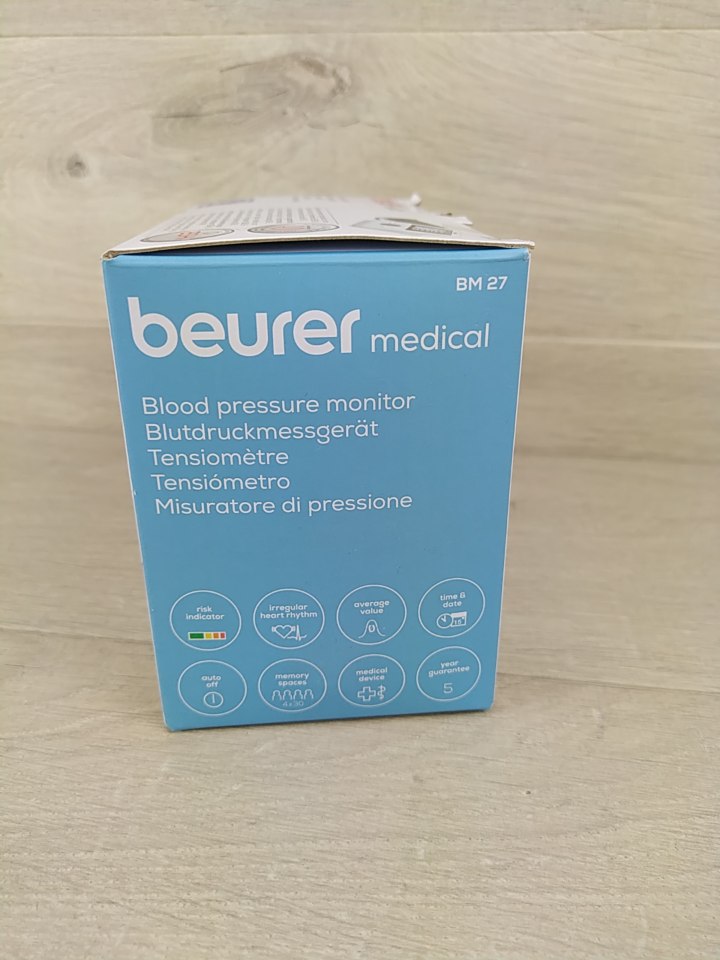 BM 27
beurer medical
Blood pressure monitor
Blutdruckmessgerät
Tensiomètre
Tensiómetro
Misuratore di pressione
risk
indicator
irregular
heart rhythm
average
value
time &
date
15
auto
off
memory
spaces
4x30
medical
device
year
guarantee
5